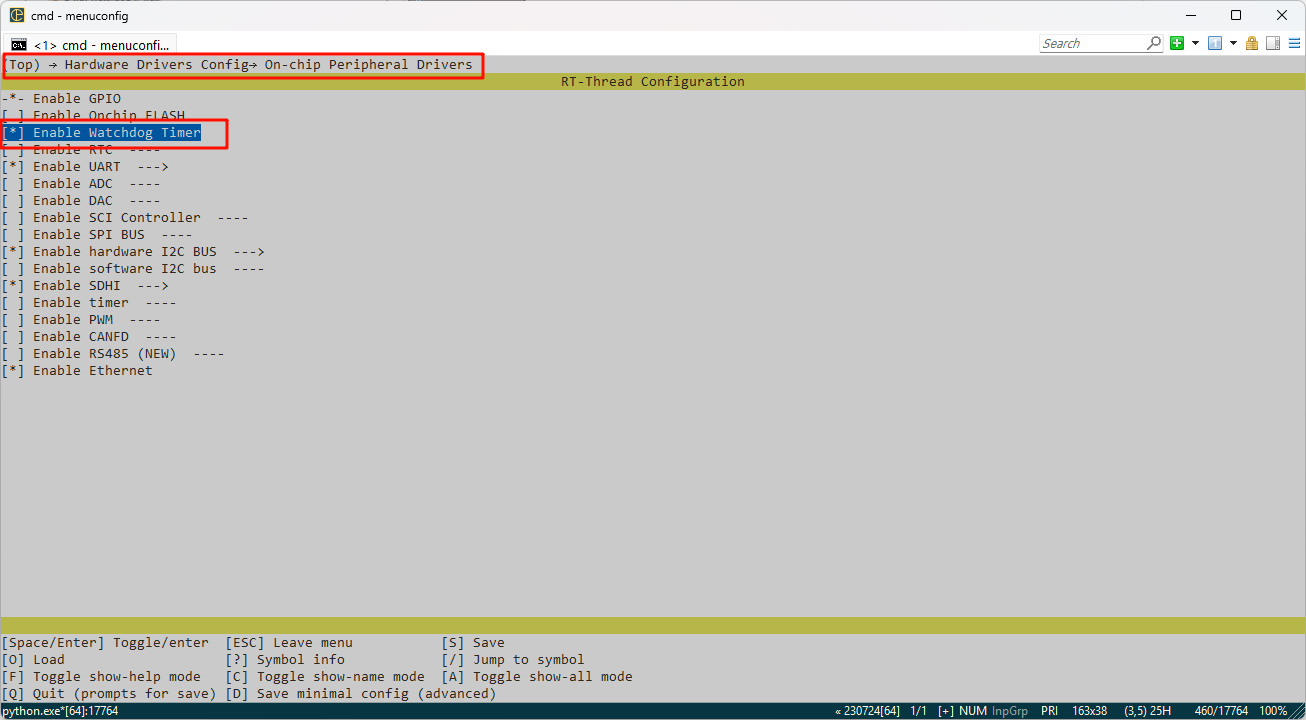 cmd - menuconfig
<1> cmd - menuconfi...
Search
(Top) → Hardware Drivers Config→ On-chip Peripheral Drivers
RT-Thread Configuration
-*- Enable GPIO
[ ] Enable Onchip FLASH
[*] Enable Watchdog Timer
[ ] Enable RTC  ----
[*] Enable UART  --->
[ ] Enable ADC  ----
[ ] Enable DAC  ----
[ ] Enable SCI Controller  ----
[ ] Enable SPI BUS  ----
[*] Enable hardware I2C BUS  --->
[ ] Enable software I2C bus  ----
[*] Enable SDHI  --->
[ ] Enable timer  ----
[ ] Enable PWM  ----
[ ] Enable CANFD  ----
[ ] Enable RS485 (NEW)  ----
[*] Enable Ethernet
[Space/Enter] Toggle/enter  [ESC] Leave menu  [S] Save
[O] Load  [?] Symbol info  [/] Jump to symbol
[F] Toggle show-help mode  [C] Toggle show-name mode  [A] Toggle show-all mode
[Q] Quit (prompts for save)  [D] Save minimal config (advanced)
python.exe*[64]:17764  « 230724[64]  1/1  [+] NUM InpGrp  PRI  163x38  (3,5) 25H  460/17764  100%